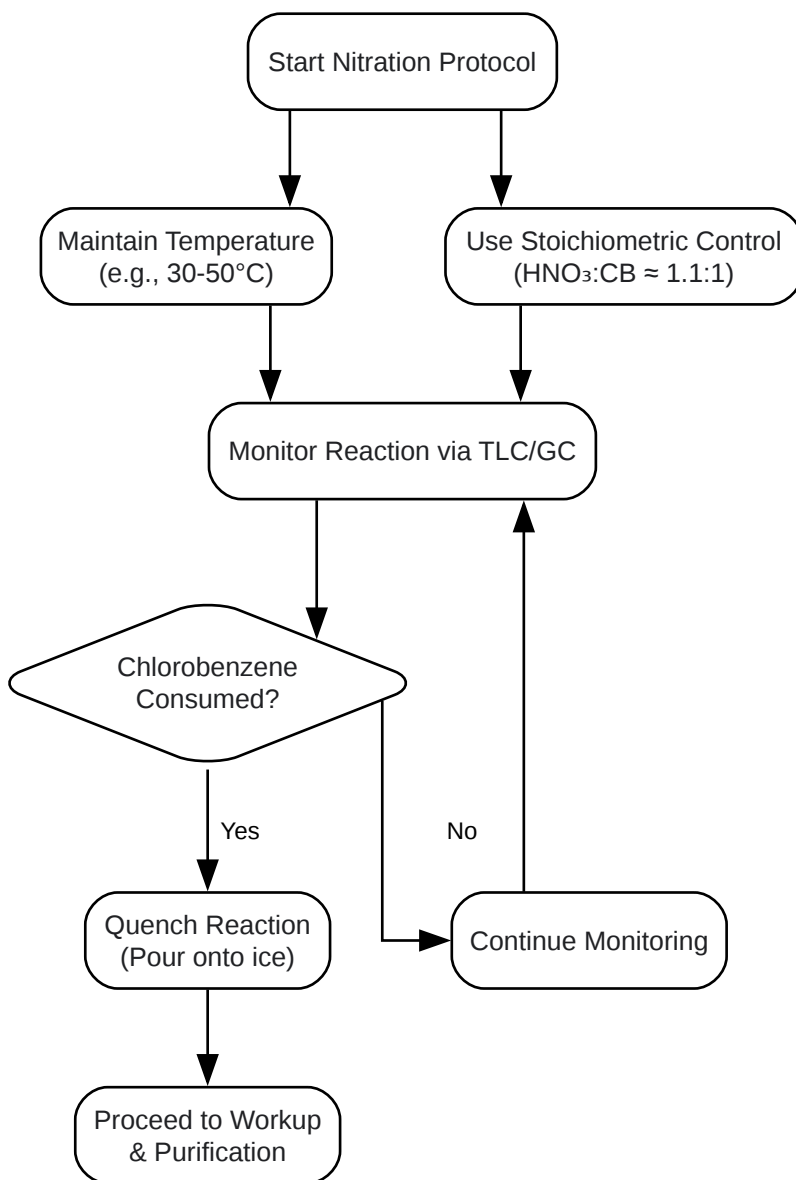 Start Nitration Protocol
Maintain Temperature
(e.g., 30-50°C)
Use Stoichiometric Control
(HNO₃:CB ≈ 1.1:1)
Monitor Reaction via TLC/GC
Chlorobenzene
Consumed?
Yes
No
Quench Reaction
(Pour onto ice)
Continue Monitoring
Proceed to Workup
& Purification